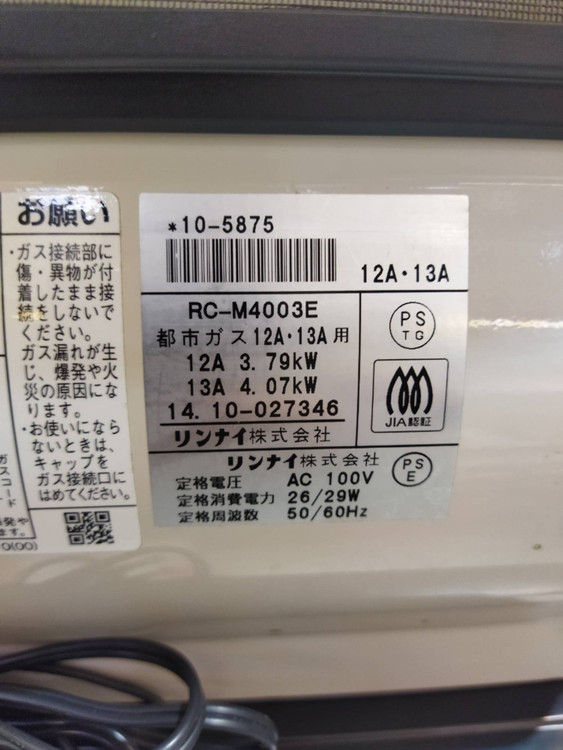 お願い
・ガス接続部に
傷・異物が付
着したまま接
続をしないで
ください。
ガス漏れが生
じ、爆発や火
災の原因にな
ります。
・お使いになら
ないときは、
キャップを
ガス接続口に
はめてください。
*10-5875
12A・13A
RC-M4003E
都市ガス12A・13A用
12A 3.79kW
13A 4.07kW
14.10-027346
リンナイ株式会社
PS
TG
JIA認証
リンナイ株式会社
定格電圧 AC 100V
定格消費電力 26/29W
定格周波数 50/60Hz
PS
E